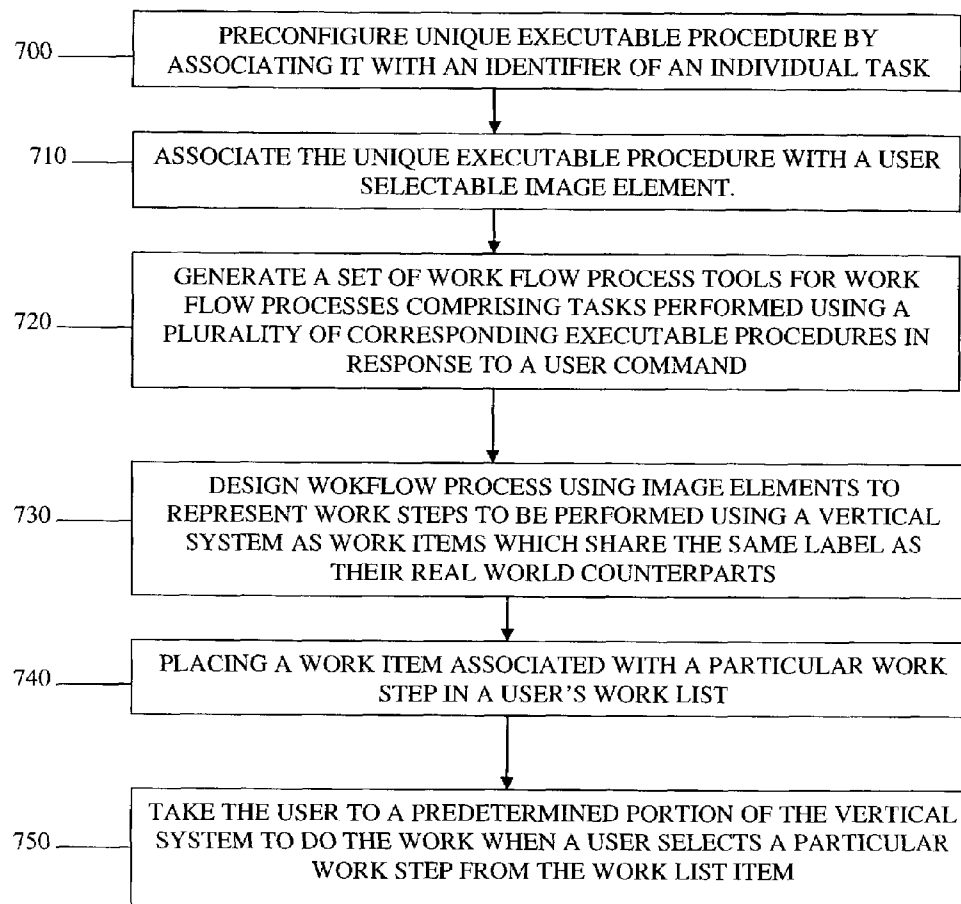 700
PRECONFIGURE UNIQUE EXECUTABLE PROCEDURE BY
ASSOCIATING IT WITH AN IDENTIFIER OF AN INDIVIDUAL TASK
710
ASSOCIATE THE UNIQUE EXECUTABLE PROCEDURE WITH A USER
SELECTABLE IMAGE ELEMENT.
720
GENERATE A SET OF WORK FLOW PROCESS TOOLS FOR WORK
FLOW PROCESSES COMPRISING TASKS PERFORMED USING A
PLURALITY OF CORRESPONDING EXECUTABLE PROCEDURES IN
RESPONSE TO A USER COMMAND
730
DESIGN WOKFLOW PROCESS USING IMAGE ELEMENTS TO
REPRESENT WORK STEPS TO BE PERFORMED USING A VERTICAL
SYSTEM AS WORK ITEMS WHICH SHARE THE SAME LABEL AS
THEIR REAL WORLD COUNTERPARTS
740
PLACING A WORK ITEM ASSOCIATED WITH A PARTICULAR WORK
STEP IN A USER'S WORK LIST
750
TAKE THE USER TO A PREDETERMINED PORTION OF THE VERTICAL
SYSTEM TO DO THE WORK WHEN A USER SELECTS A PARTICULAR
WORK STEP FROM THE WORK LIST ITEM